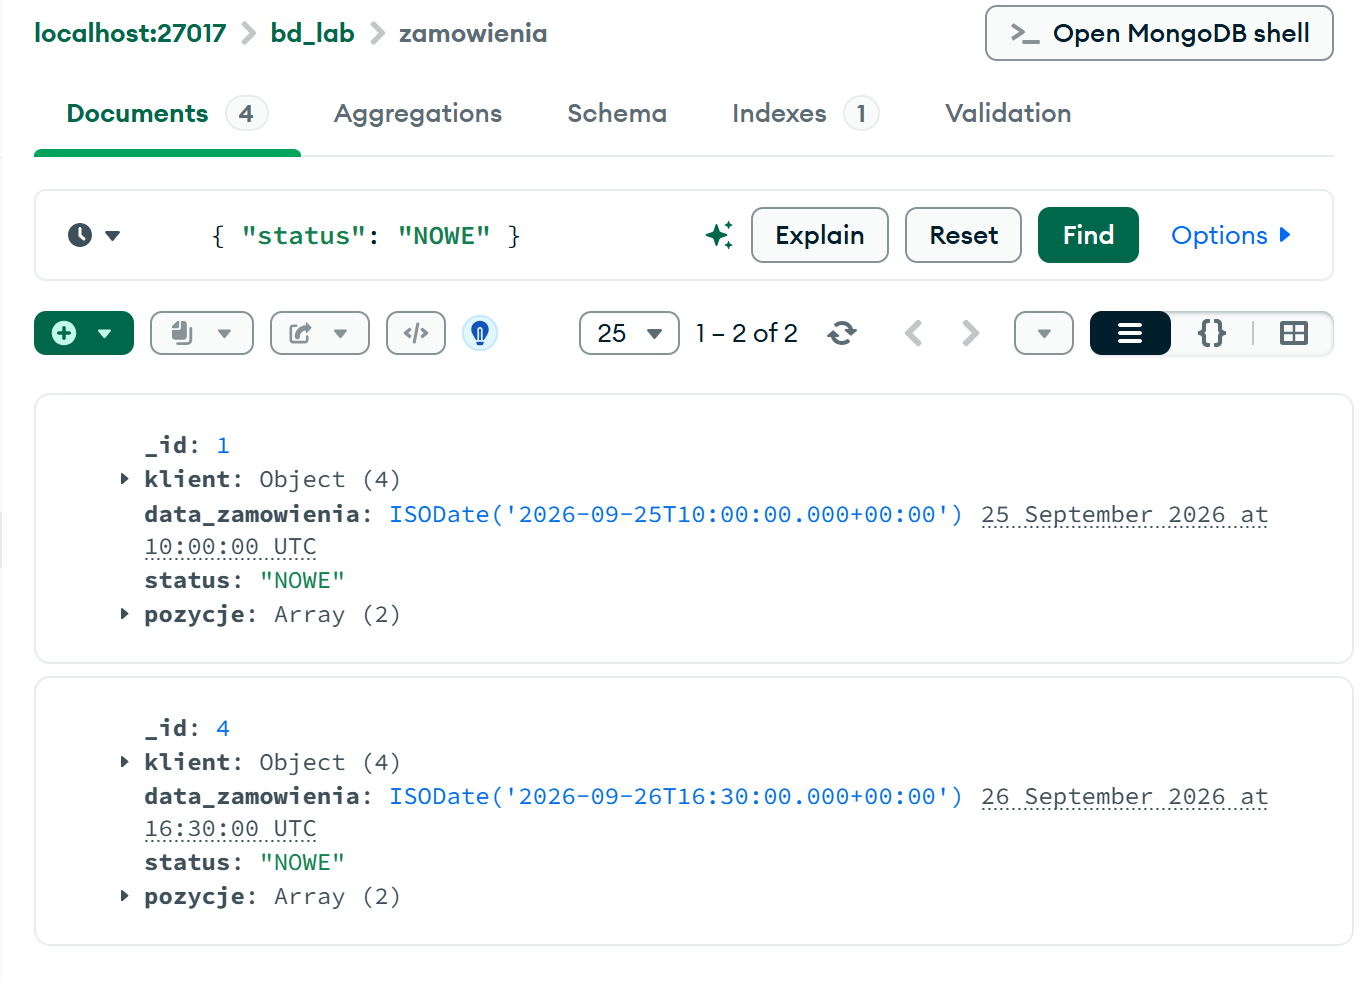 localhost:27017 > bd_lab > zamowienia
>_ Open MongoDB shell
Documents 4 Aggregations Schema Indexes 1 Validation
{ "status": "NOWE" } Explain Reset Find Options
</> 25 1 – 2 of 2 {}
_id: 1
klient: Object (4)
data_zamowienia: ISODate('2026-09-25T10:00:00.000+00:00') 25 September 2026 at
10:00:00 UTC
status: "NOWE"
pozycje: Array (2)
_id: 4
klient: Object (4)
data_zamowienia: ISODate('2026-09-26T16:30:00.000+00:00') 26 September 2026 at
16:30:00 UTC
status: "NOWE"
pozycje: Array (2)